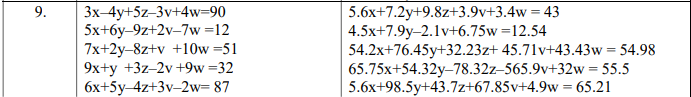 9. 3x–4y+5z–3v+4w=90 5.6x+7.2y+9.8z+3.9v+3.4w = 43
5x+6y–9z+2v–7w =12 4.5x+7.9y–2.1v+6.75w =12.54
7x+2y–8z+v +10w =51 54.2x+76.45y+32.23z+ 45.71v+43.43w = 54.98
9x+y +3z–2v +9w =32 65.75x+54.32y–78.32z–565.9v+32w = 55.5
6x+5y–4z+3v–2w= 87 5.6x+98.5y+43.7z+67.85v+4.9w = 65.21